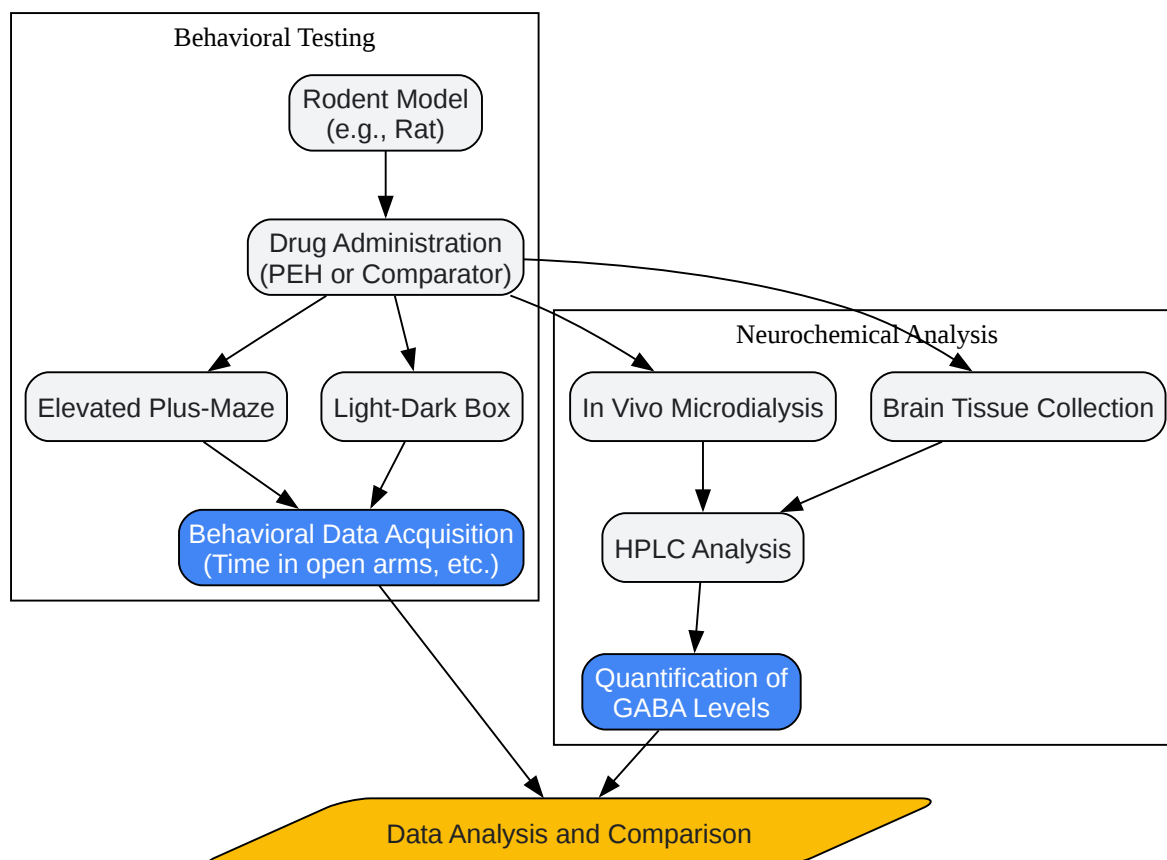 Behavioral Testing
Rodent Model
(e.g., Rat)
Drug Administration
(PEH or Comparator)
Neurochemical Analysis
Elevated Plus-Maze
Light-Dark Box
In Vivo Microdialysis
Brain Tissue Collection
Behavioral Data Acquisition
(Time in open arms, etc.)
HPLC Analysis
Quantification of
GABA Levels
Data Analysis and Comparison